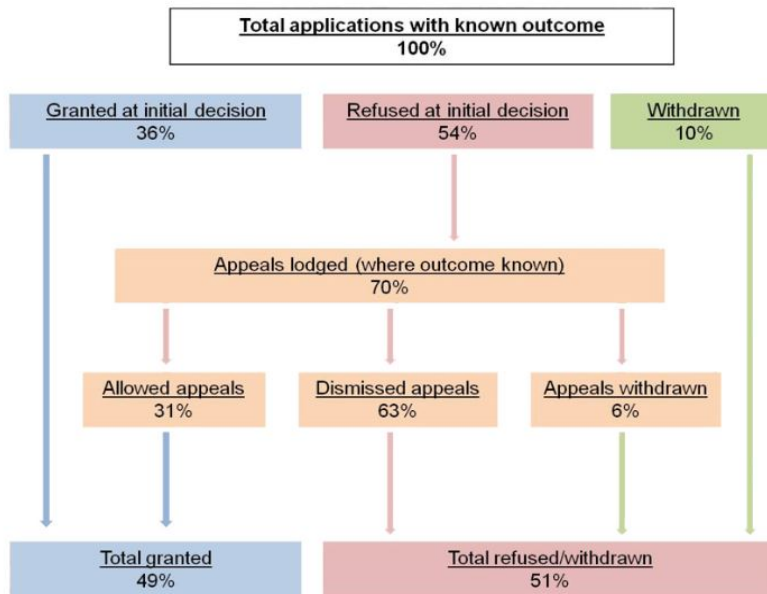 Total applications with known outcome
100%
Granted at initial decision
36%
Refused at initial decision
54%
Withdrawn
10%
Appeals lodged (where outcome known)
70%
Allowed appeals
31%
Dismissed appeals
63%
Appeals withdrawn
6%
Total granted
49%
Total refused/withdrawn
51%